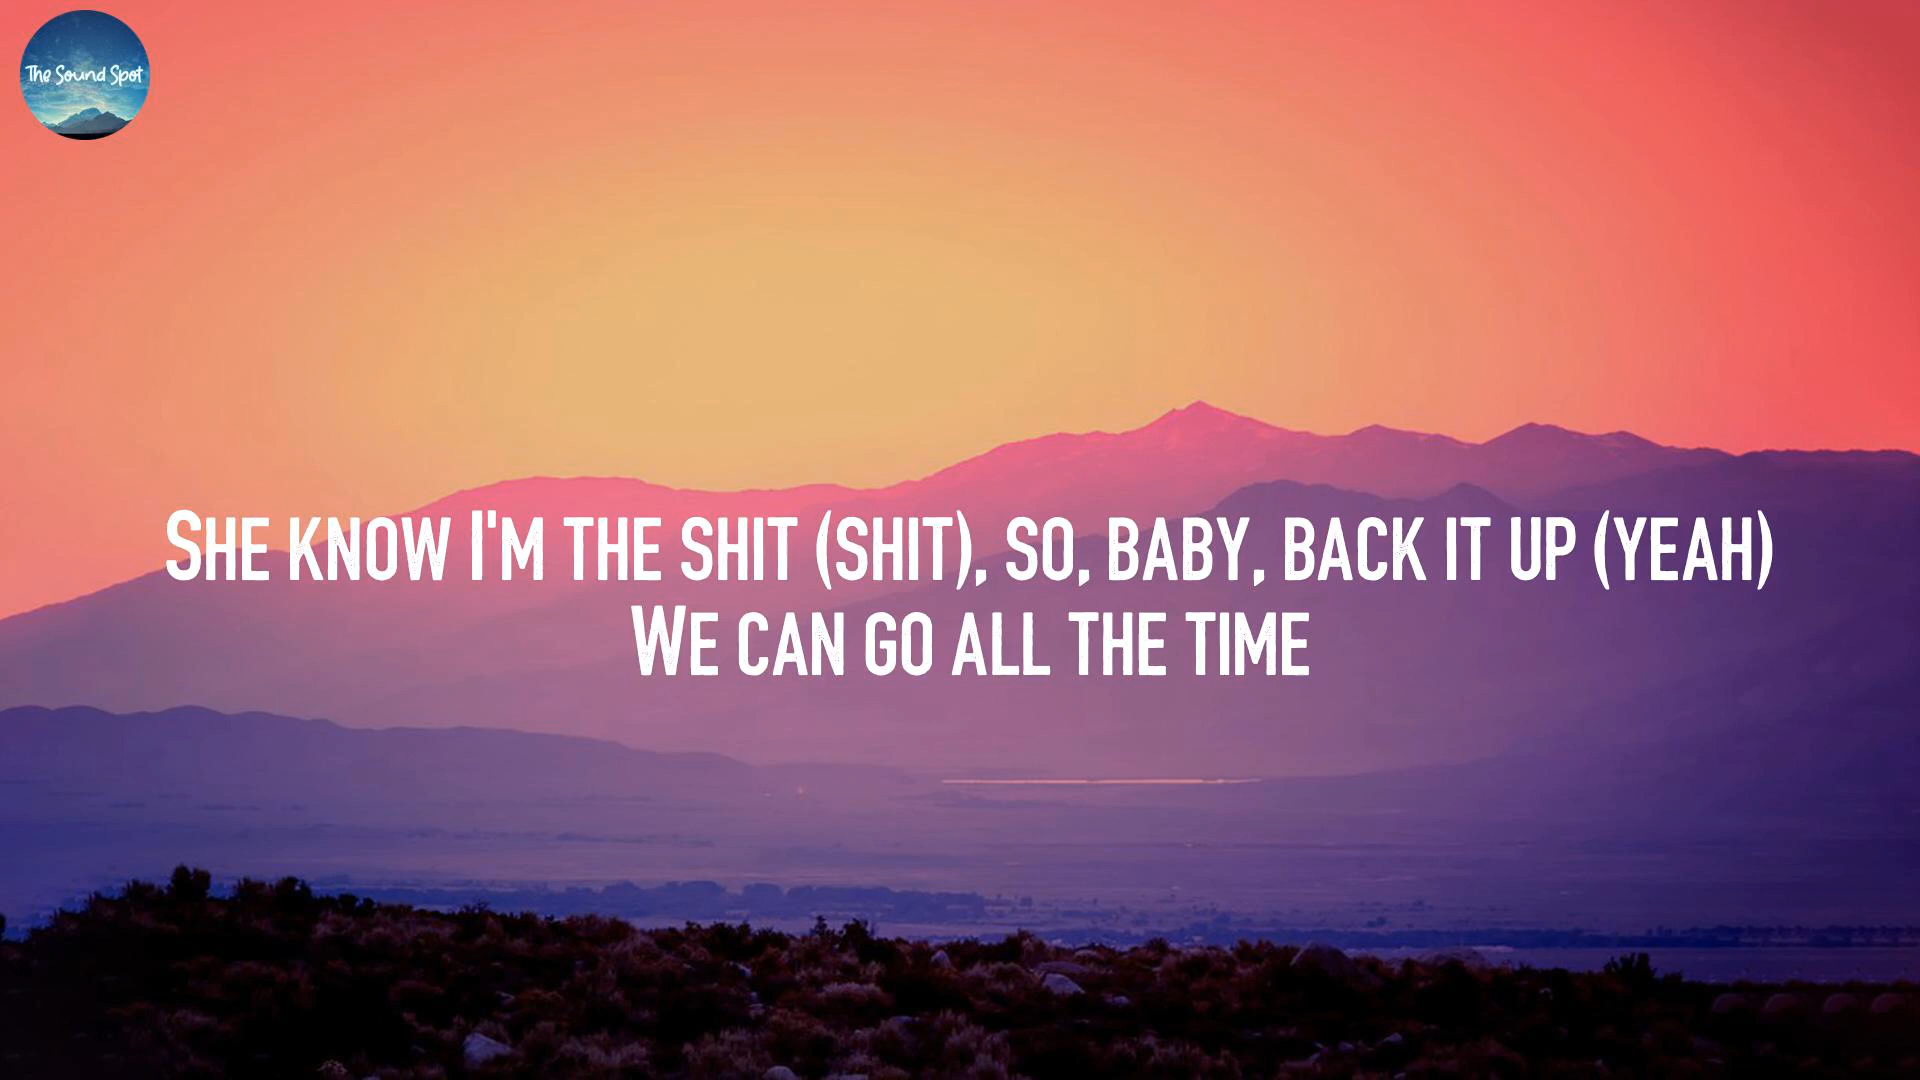 The Sound Spot
She know I'm the shit (shit), so, baby, back it up (yeah)
We can go all the time